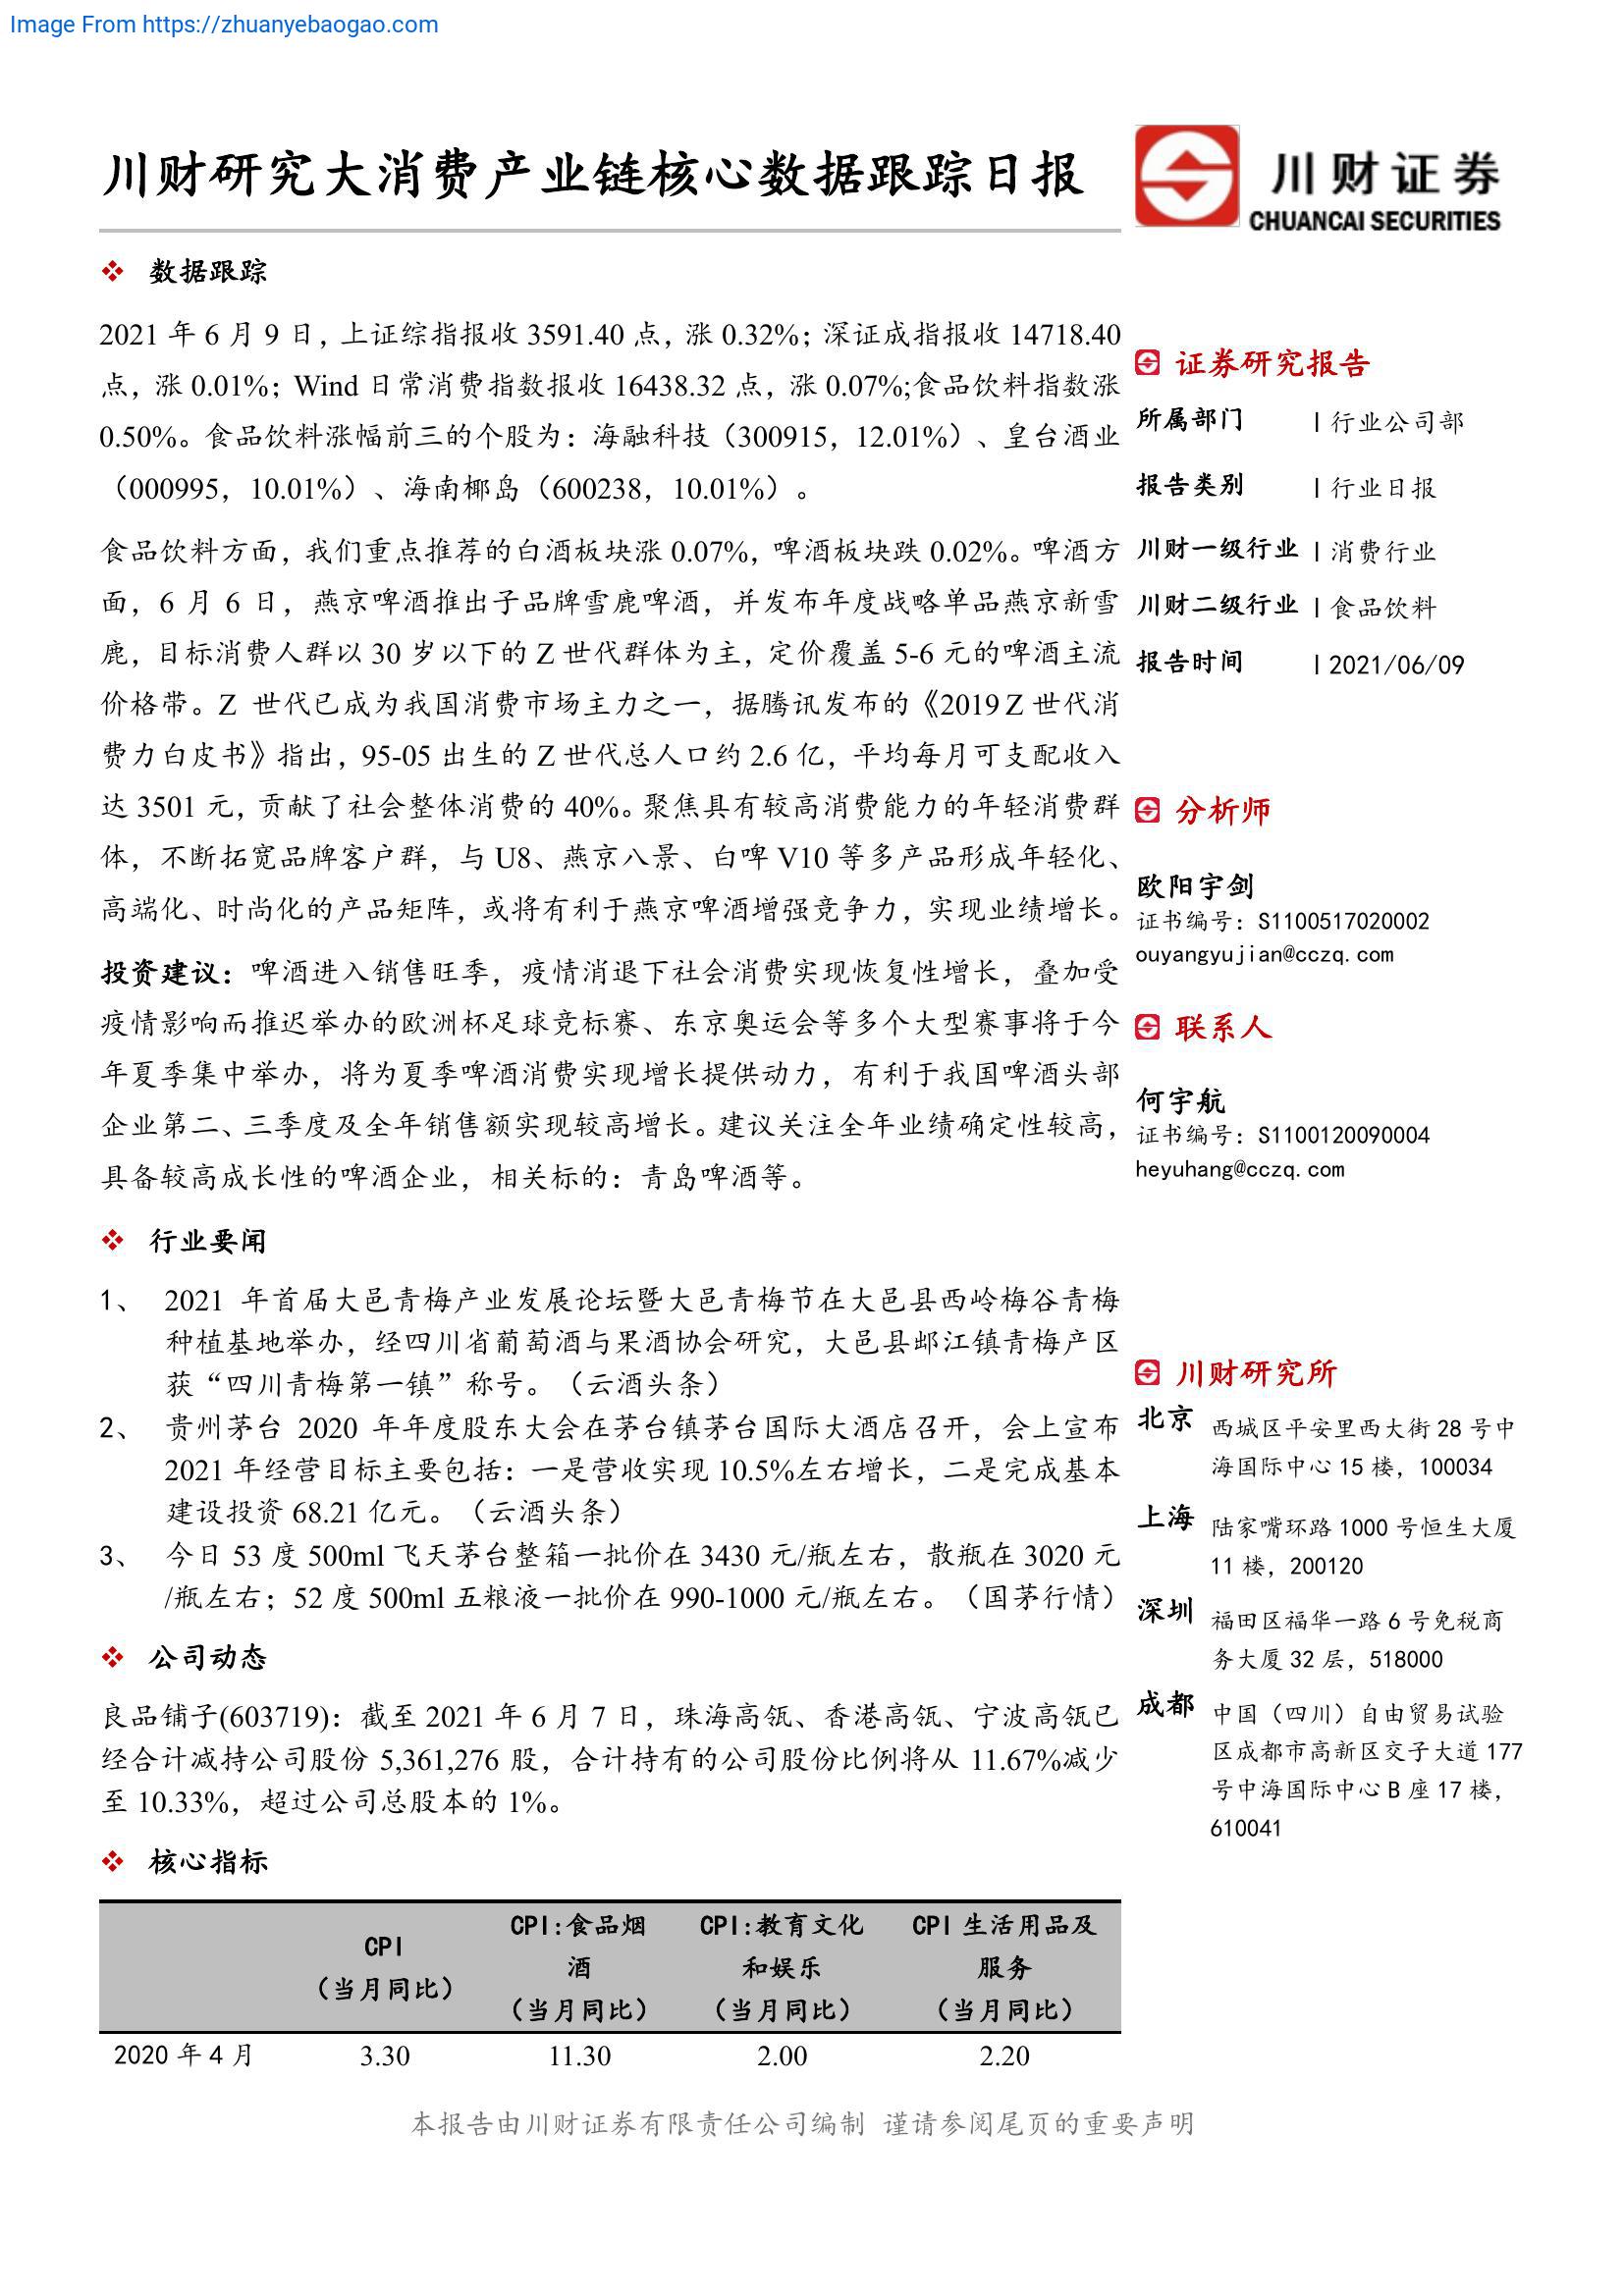 Image From https://zhuanyebaogao.com
川财研究大消费产业链核心数据跟踪日报
川财证券
CHUANCAI SECURITIES
数据跟踪
2021 年 6 月 9 日，上证综指报收 3591.40 点，涨 0.32%；深证成指报收 14718.40
点，涨 0.01%；Wind 日常消费指数报收 16438.32 点，涨 0.07%;食品饮料指数涨
0.50%。食品饮料涨幅前三的个股为：海融科技（300915，12.01%）、皇台酒业
（000995，10.01%）、海南椰岛（600238，10.01%）。
食品饮料方面，我们重点推荐的白酒板块涨 0.07%，啤酒板块跌 0.02%。啤酒方
面，6 月 6 日，燕京啤酒推出子品牌雪鹿啤酒，并发布年度战略单品燕京新雪
鹿，目标消费人群以 30 岁以下的 Z 世代群体为主，定价覆盖 5-6 元的啤酒主流
价格带。Z 世代已成为我国消费市场主力之一，据腾讯发布的《2019 Z 世代消
费力白皮书》指出，95-05 出生的 Z 世代总人口约 2.6 亿，平均每月可支配收入
达 3501 元，贡献了社会整体消费的 40%。聚焦具有较高消费能力的年轻消费群
体，不断拓宽品牌客户群，与 U8、燕京八景、白啤 V10 等多产品形成年轻化、
高端化、时尚化的产品矩阵，或将有利于燕京啤酒增强竞争力，实现业绩增长。
投资建议：啤酒进入销售旺季，疫情消退下社会消费实现恢复性增长，叠加受
疫情影响而推迟举办的欧洲杯足球竞标赛、东京奥运会等多个大型赛事将于今
年夏季集中举办，将为夏季啤酒消费实现增长提供动力，有利于我国啤酒头部
企业第二、三季度及全年销售额实现较高增长。建议关注全年业绩确定性较高，
具备较高成长性的啤酒企业，相关标的：青岛啤酒等。
行业要闻
1、 2021 年首届大邑青梅产业发展论坛暨大邑青梅节在大邑县西岭梅谷青梅
种植基地举办，经四川省葡萄酒与果酒协会研究，大邑县邮江镇青梅产区
获“四川青梅第一镇”称号。（云酒头条）
2、 贵州茅台 2020 年年度股东大会在茅台镇茅台国际大酒店召开，会上宣布
2021 年经营目标主要包括：一是营收实现 10.5%左右增长，二是完成基本
建设投资 68.21 亿元。（云酒头条）
3、 今日 53 度 500ml 飞天茅台整箱一批价在 3430 元/瓶左右，散瓶在 3020 元
/瓶左右；52 度 500ml 五粮液一批价在 990-1000 元/瓶左右。（国茅行情）
公司动态
良品铺子(603719)：截至 2021 年 6 月 7 日，珠海高瓴、香港高瓴、宁波高瓴已
经合计减持公司股份 5,361,276 股，合计持有的公司股份比例将从 11.67%减少
至 10.33%，超过公司总股本的 1%。
核心指标
CPI
（当月同比）
CPI:食品烟
酒
（当月同比）
CPI:教育文化
和娱乐
（当月同比）
CPI 生活用品及
服务
（当月同比）
2020 年 4 月 3.30 11.30 2.00 2.20
证券研究报告
所属部门 | 行业公司部
报告类别 | 行业日报
川财一级行业 | 消费行业
川财二级行业 | 食品饮料
报告时间 | 2021/06/09
分析师
欧阳宇剑
证书编号：S1100517020002
ouyangyujian@cczq.com
联系人
何宇航
证书编号：S1100120090004
heyuhang@cczq.com
川财研究所
北京 西城区平安里西大街 28 号中
海国际中心 15 楼，100034
上海 陆家嘴环路 1000 号恒生大厦
11 楼，200120
深圳 福田区福华一路 6 号免税商
务大厦 32 层，518000
成都 中国（四川）自由贸易试验
区成都市高新区交子大道 177
号中海国际中心 B 座 17 楼，
610041
本报告由川财证券有限责任公司编制 谨请参阅尾页的重要声明